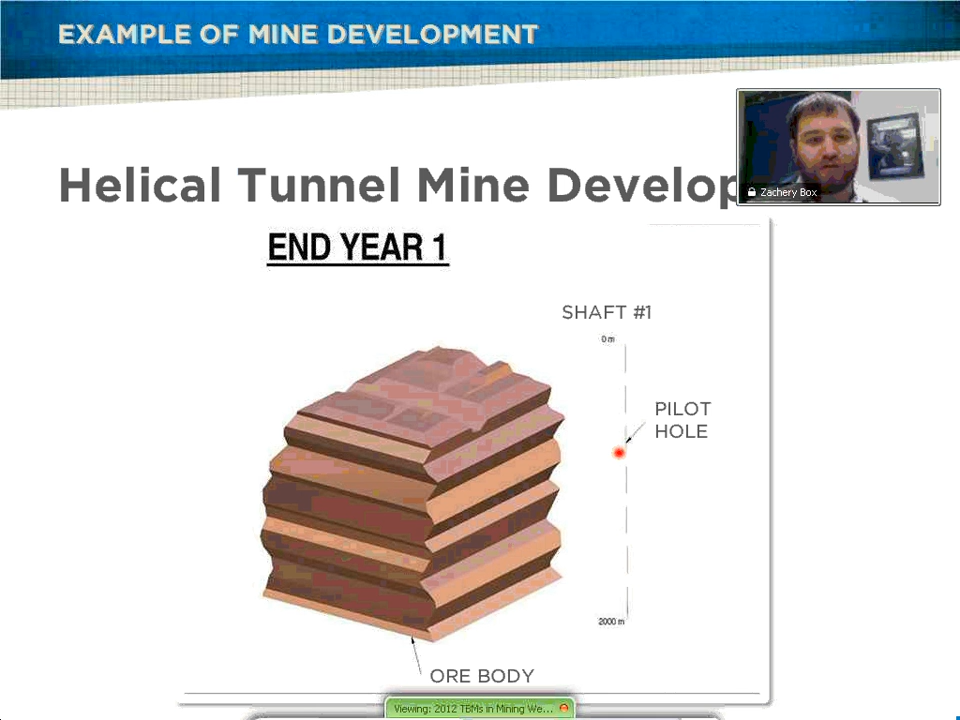 EXAMPLE OF MINE DEVELOPMENT
Zachery Box
Helical Tunnel Mine Develop
END YEAR 1
SHAFT #1
0 m
PILOT
HOLE
2000 m
ORE BODY
Viewing: 2012 TBMs in Mining We...